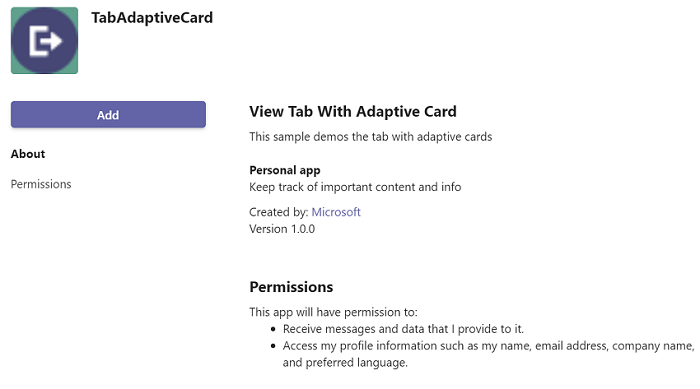 TabAdaptiveCard
Add
About
Permissions
View Tab With Adaptive Card
This sample demos the tab with adaptive cards
Personal app
Keep track of important content and info
Created by: Microsoft
Version 1.0.0
Permissions
This app will have permission to:
• Receive messages and data that I provide to it.
• Access my profile information such as my name, email address, company name,
and preferred language.